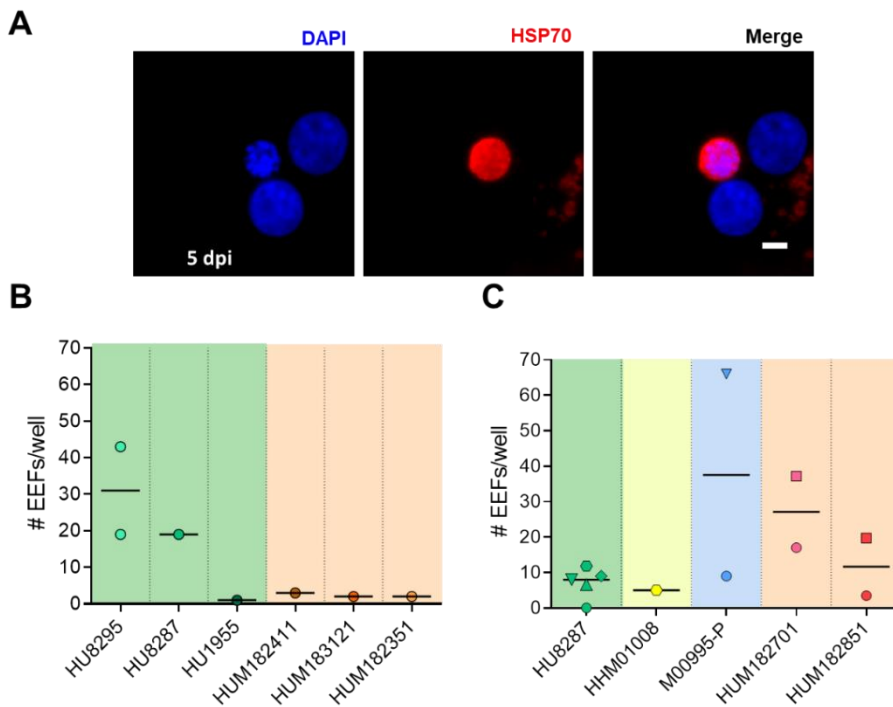 A
DAPI
HSP70
Merge
5 dpi
B
# EEFs/well
70
60
50
40
30
20
10
0
HU8295
HU8287
HU1955
HUM182411
HUM183121
HUM182351
C
# EEFs/well
70
60
50
40
30
20
10
0
HU8287
HHM01008
M00995-P
HUM182701
HUM182851